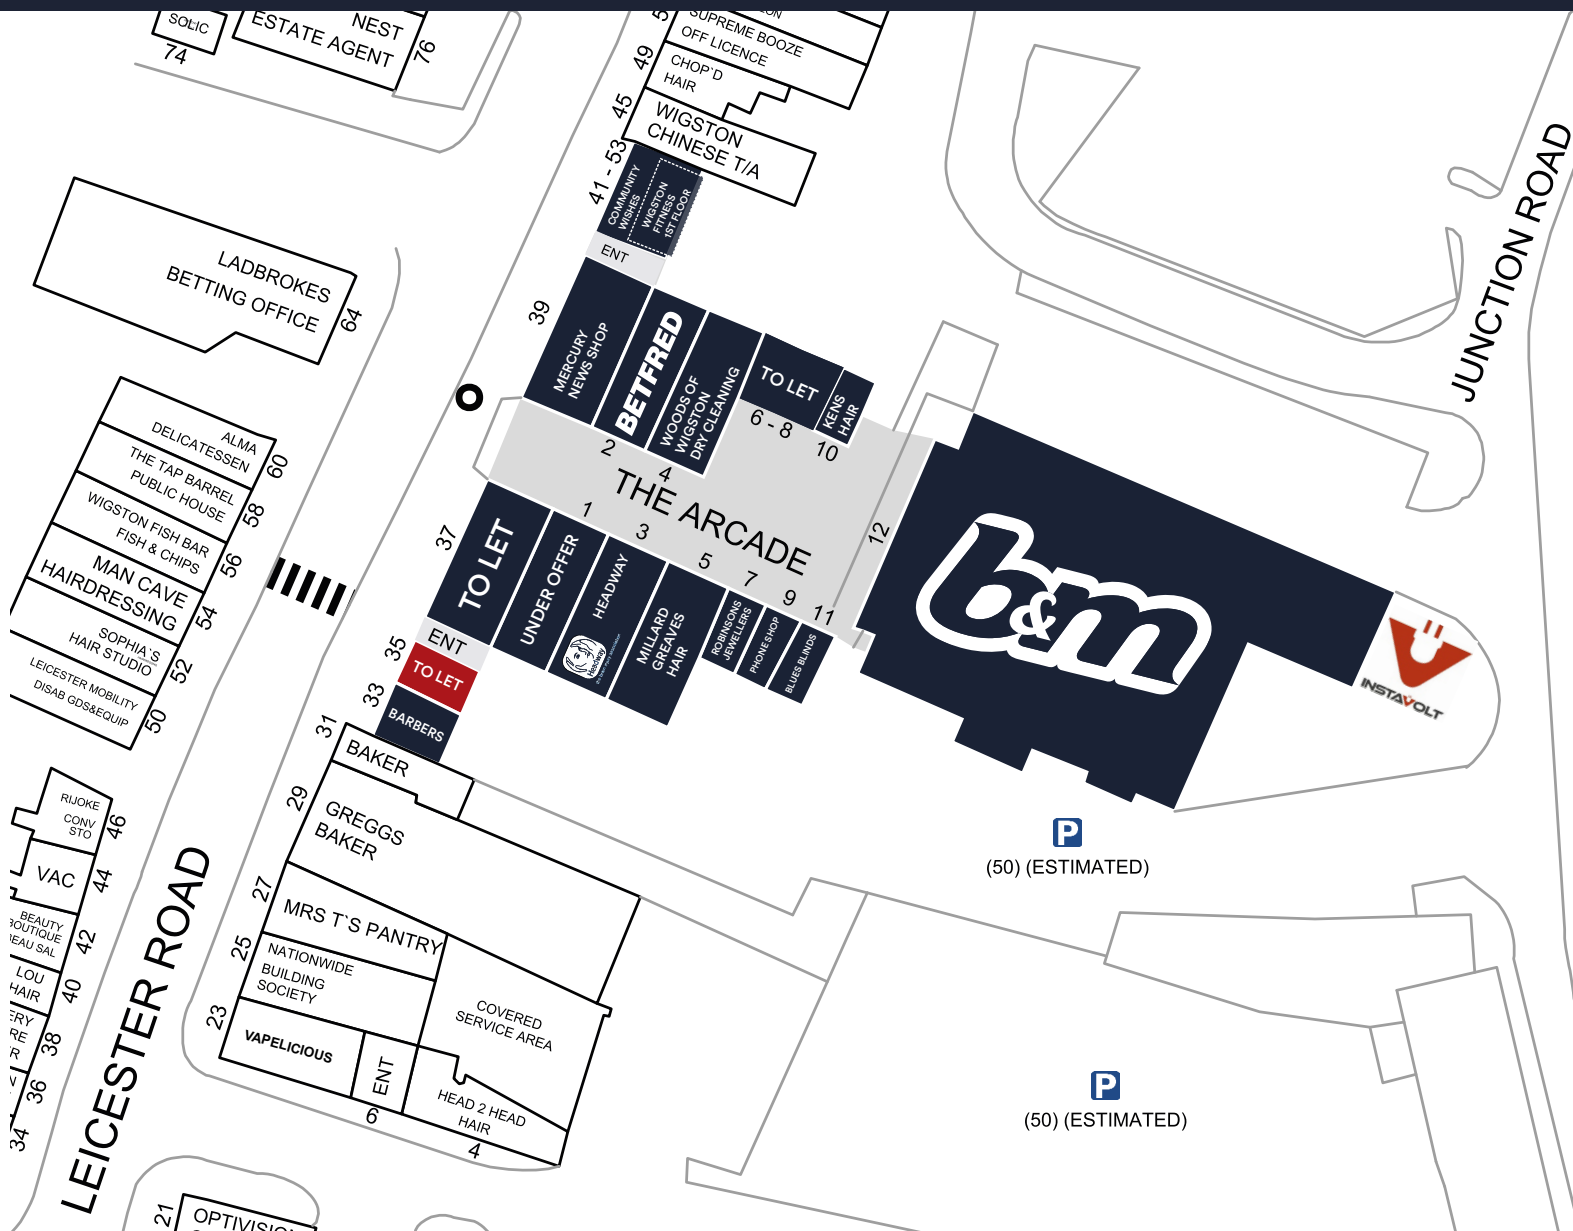 SOLIC
74
NEST
ESTATE AGENT
76
SUPREME BOOZE
OFF LICENCE
49
CHOP`D
HAIR
45
WIGSTON
CHINESE T/A
41 - 53
COMMUNITY
WISHES
WIGSTON
FITNESS
1ST FLOOR
ENT
39
MERCURY
NEWS SHOP
BETFRED
WOODS OF
WIGSTON
DRY CLEANING
TO LET
KENS
HAIR
2
4
6 - 8
10
THE ARCADE
12
1
3
5
7
9
11
37
TO LET
UNDER OFFER
HEADWAY
Headway
MILLARD
GREAVES
HAIR
ROBINSONS
JEWELLERS
PHONE SHOP
BLUES BLINDS
b&m
INSTAVOLT
JUNCTION ROAD
35
ENT
TO LET
33
BARBERS
31
BAKER
29
GREGGS
BAKER
27
MRS T`S PANTRY
25
NATIONWIDE
BUILDING
SOCIETY
23
VAPELICIOUS
ENT
6
COVERED
SERVICE AREA
HEAD 2 HEAD
HAIR
4
21
LADBROKES
BETTING OFFICE
64
ALMA
DELICATESSEN
60
THE TAP BARREL
PUBLIC HOUSE
58
WIGSTON FISH BAR
FISH & CHIPS
56
MAN CAVE
HAIRDRESSING
54
SOPHIA`S
HAIR STUDIO
52
LEICESTER MOBILITY
DISAB GDS&EQUIP
50
RIJOKE
CONV
STO
46
VAC
44
BEAUTY
BOUTIQUE
BEAU SAL
42
LOU
HAIR
40
38
36
34
LEICESTER ROAD
P
(50) (ESTIMATED)
P
(50) (ESTIMATED)